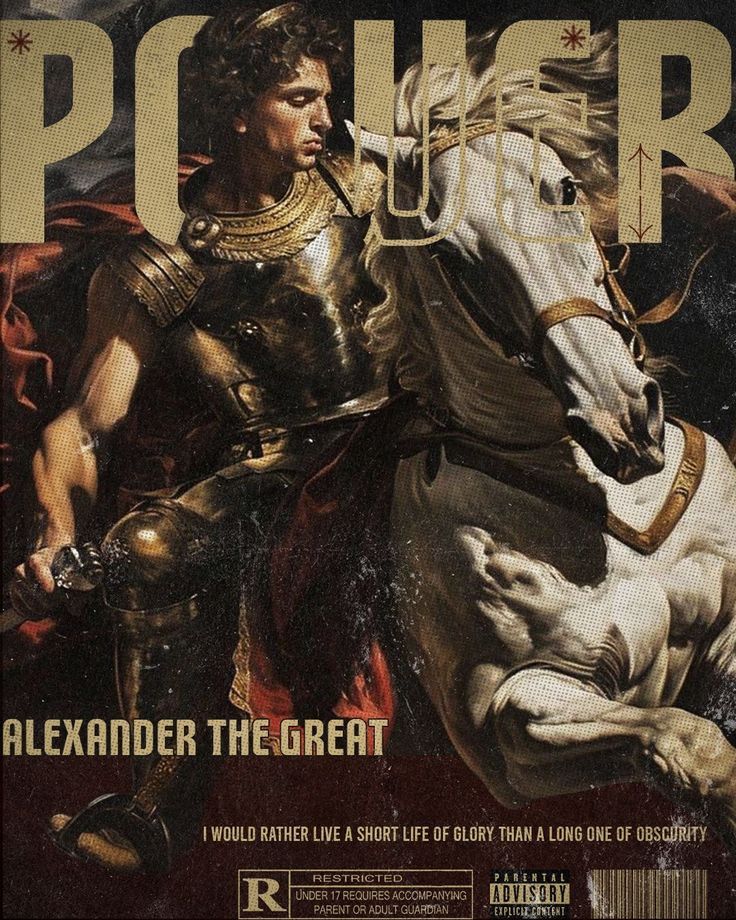 POWER
ALEXANDER THE GREAT
I WOULD RATHER LIVE A SHORT LIFE OF GLORY THAN A LONG ONE OF OBSCURITY
R
RESTRICTED
UNDER 17 REQUIRES ACCOMPANYING
PARENT OR ADULT GUARDIAN
PARENTAL
ADVISORY
EXPLICIT CONTENT